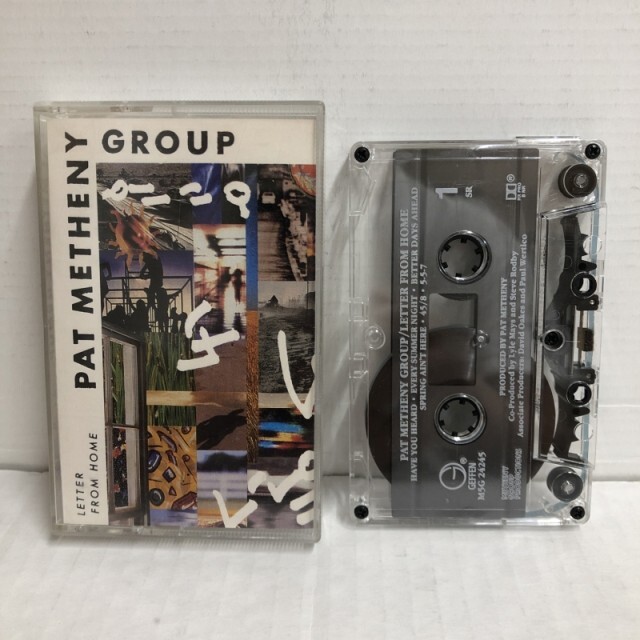 PAT METHENY
GROUP
LETTER
FROM HOME
1
SR
PAT METHENY GROUP/LETTER FROM HOME
HAVE YOU HEARD • EVERY SUMMER NIGHT • BETTER DAYS AHEAD
SPRING AIN'T HERE • 45/8 • 5-5-7
PRODUCED BY PAT METHENY
Co-Produced by Lyle Mays and Steve Rodby
Associate Producers: David Oakes and Paul Wertico
G
GEFFEN
M5G 24245